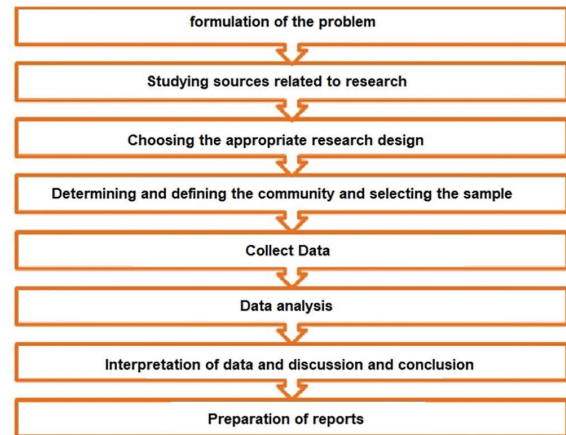 formulation of the problem
Studying sources related to research
Choosing the appropriate research design
Determining and defining the community and selecting the sample
Collect Data
Data analysis
Interpretation of data and discussion and conclusion
Preparation of reports